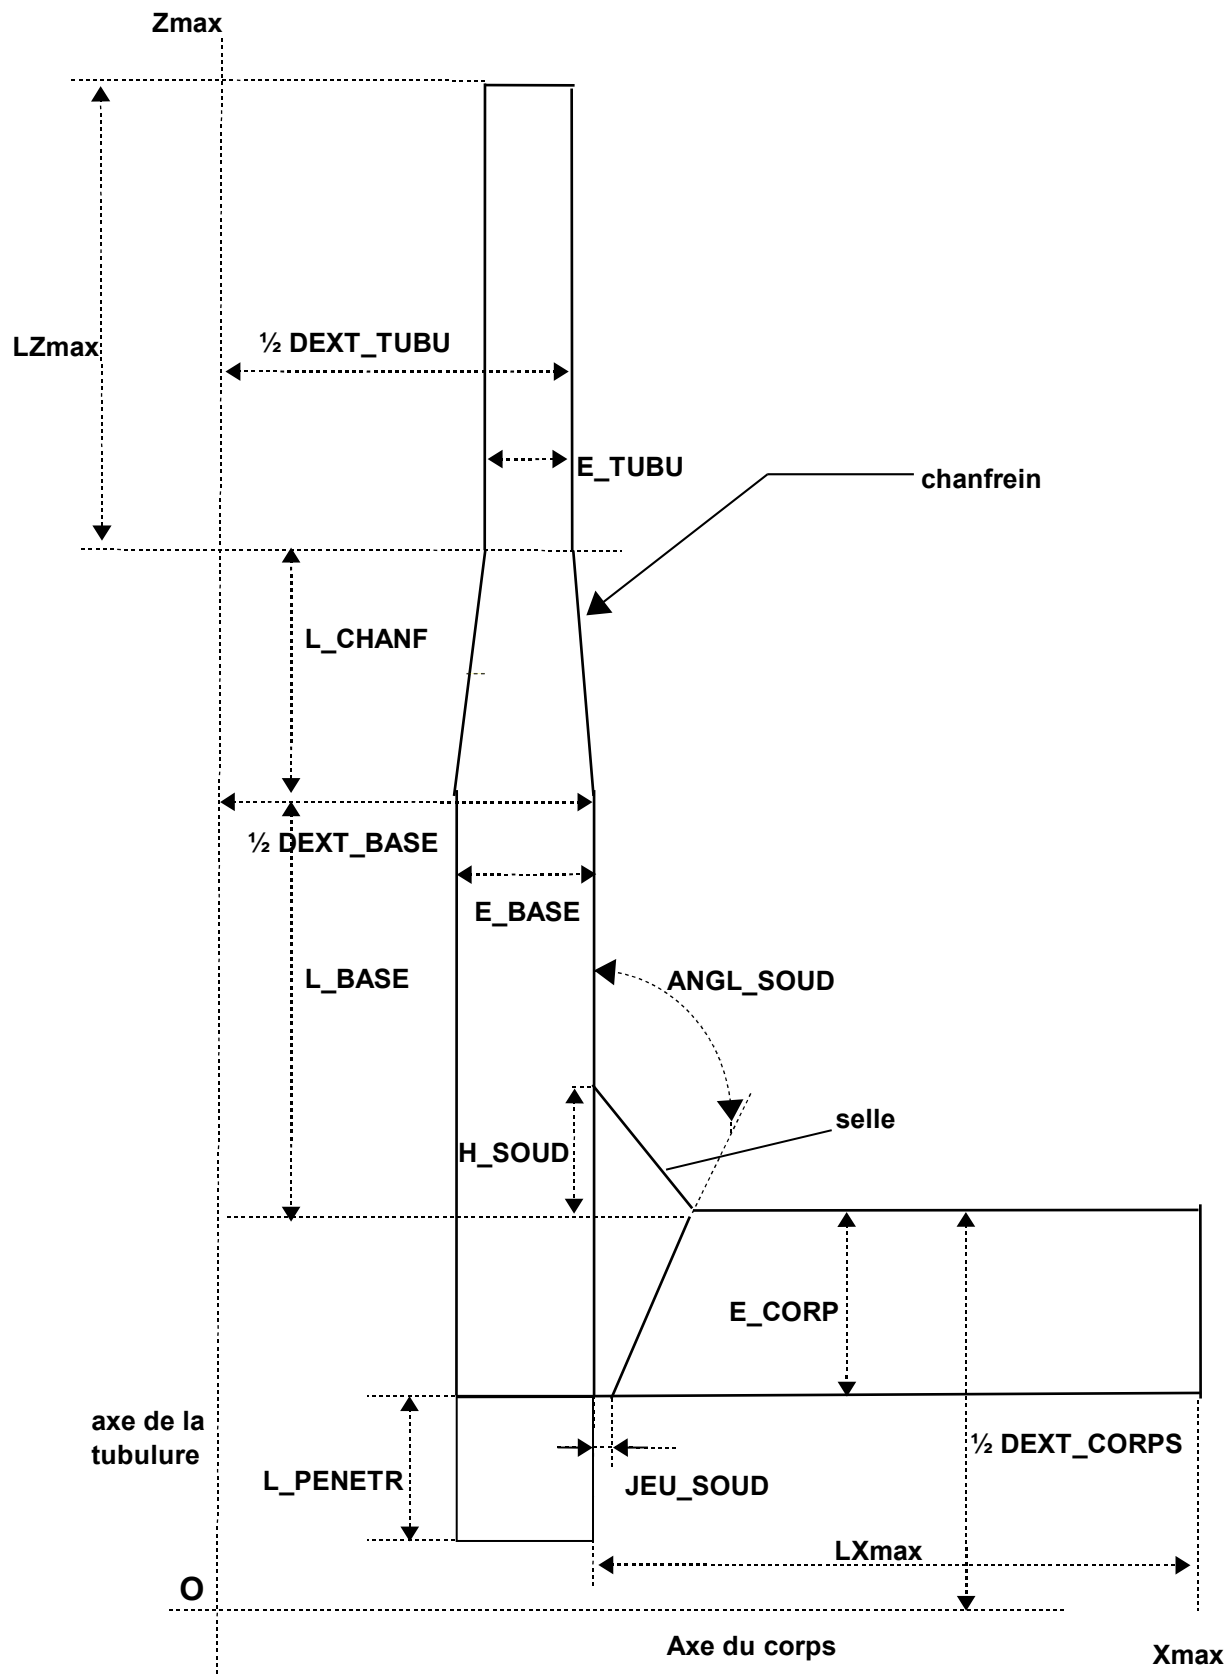 Zmax
½ DEXT_TUBU
LZmax
E_TUBU
chanfrein
L_CHANF
½ DEXT_BASE
E_BASE
L_BASE
ANGL_SOUD
selle
H_SOUD
E_CORP
axe de la
tubulure
½ DEXT_CORPS
L_PENETR
JEU_SOUD
LXmax
O
Axe du corps
Xmax